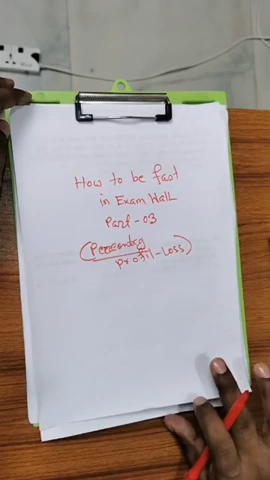 How to be fast
in Exam Hall
Part-03
(Percentage
Profit-Loss)